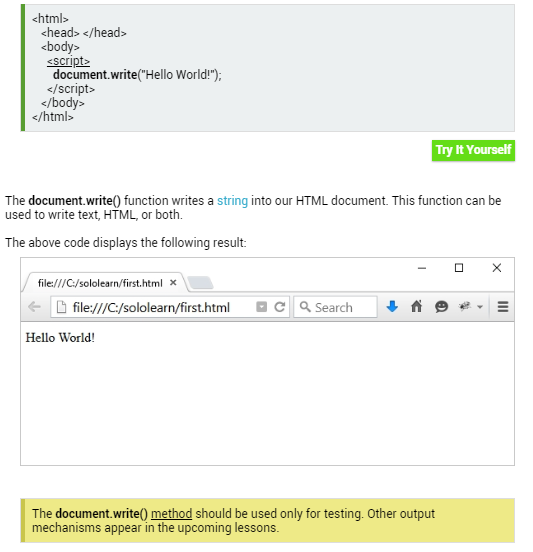 <html>
<head> </head>
<body>
<script>
document.write("Hello World!");
</script>
</body>
</html>
Try It Yourself
The document.write() function writes a string into our HTML document. This function can be
used to write text, HTML, or both.
The above code displays the following result:
file:///C:/sololearn/first.html ×
file:///C:/sololearn/first.html Search
Hello World!
The document.write() method should be used only for testing. Other output
mechanisms appear in the upcoming lessons.